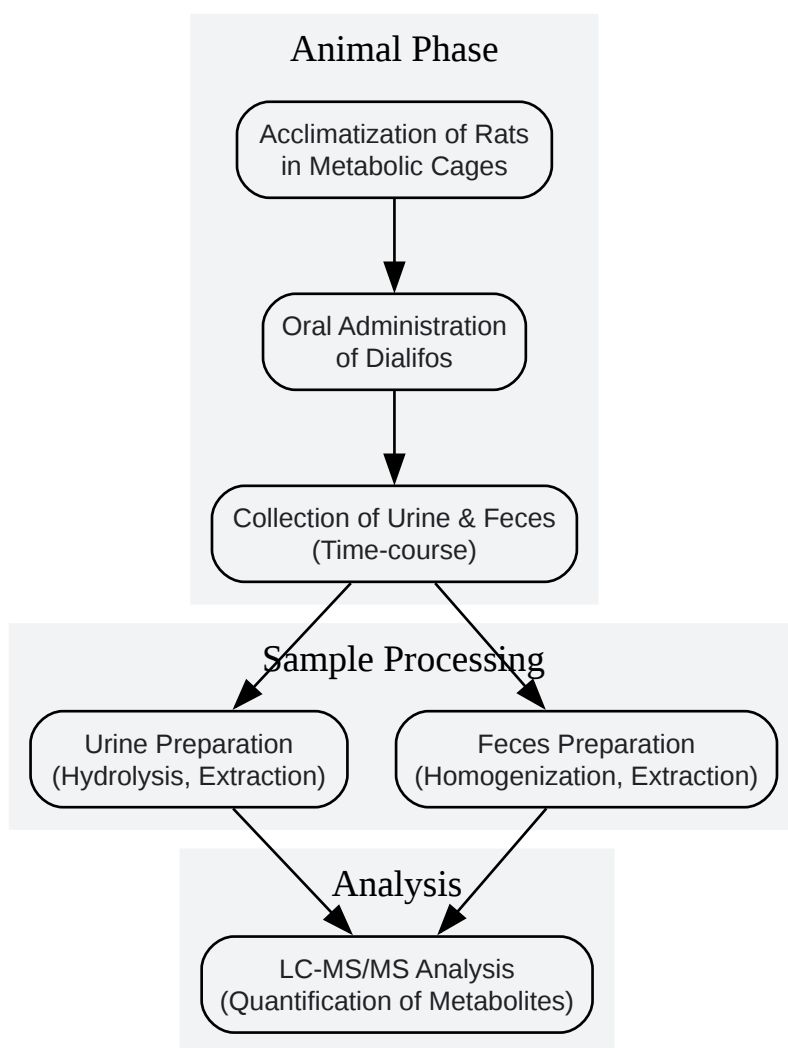 Animal Phase
Acclimatization of Rats
in Metabolic Cages
Oral Administration
of Dialifos
Collection of Urine & Feces
(Time-course)
Sample Processing
Urine Preparation
(Hydrolysis, Extraction)
Feces Preparation
(Homogenization, Extraction)
Analysis
LC-MS/MS Analysis
(Quantification of Metabolites)